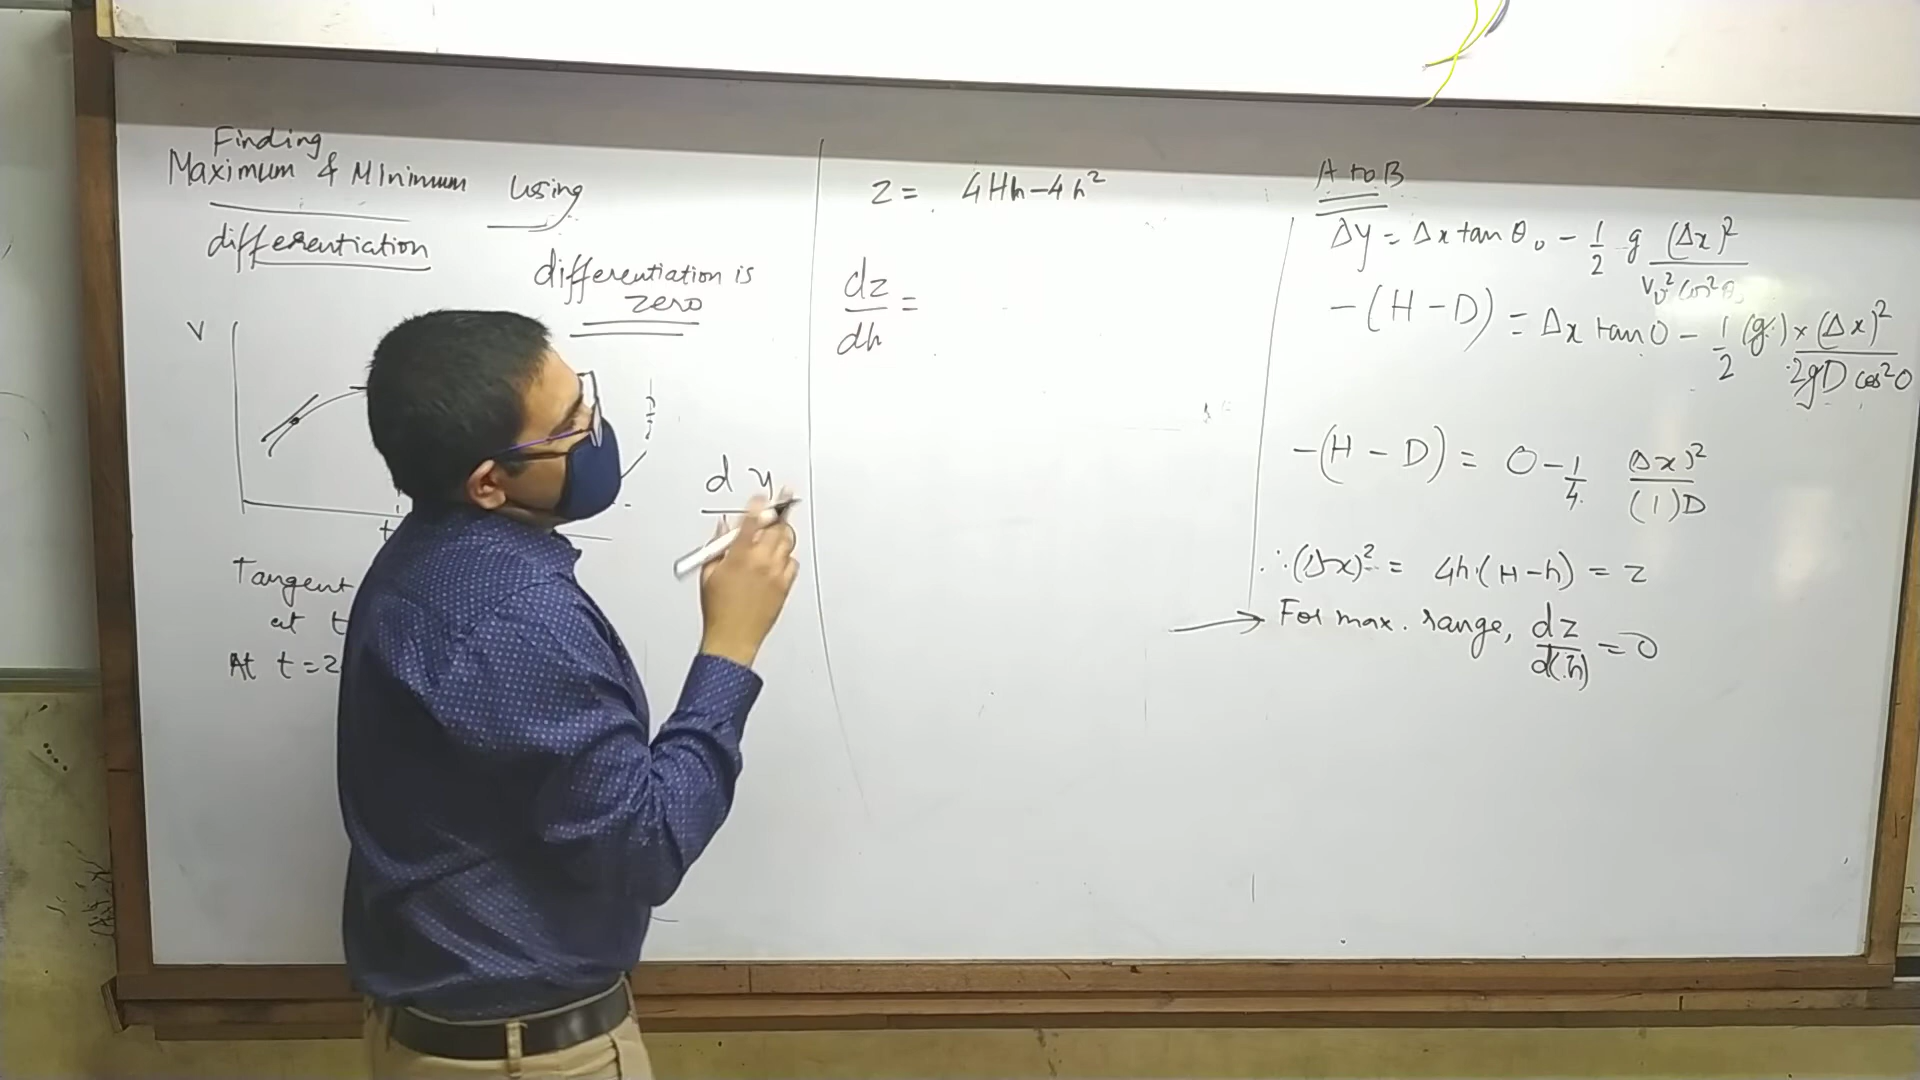 Finding
Maximum & MInimum using
differentiation
differentiation is
zero
V
t
Tangent
at t
At t=2
d y
z = 4Hh-4h²
dz/dh =
A to B
Δy = Δx tan θ₀ - 1/2 g (Δx)²/V₀² cos²θ₀
-(H-D) = Δx tan 0 - 1/2 (g) × (Δx)²/2gD cos²0
-(H-D) = 0 - 1/4 (Δx)²/(1)D
∴ (Δx)² = 4h·(H-h) = z
→ For max. range, dz/d(h) = 0